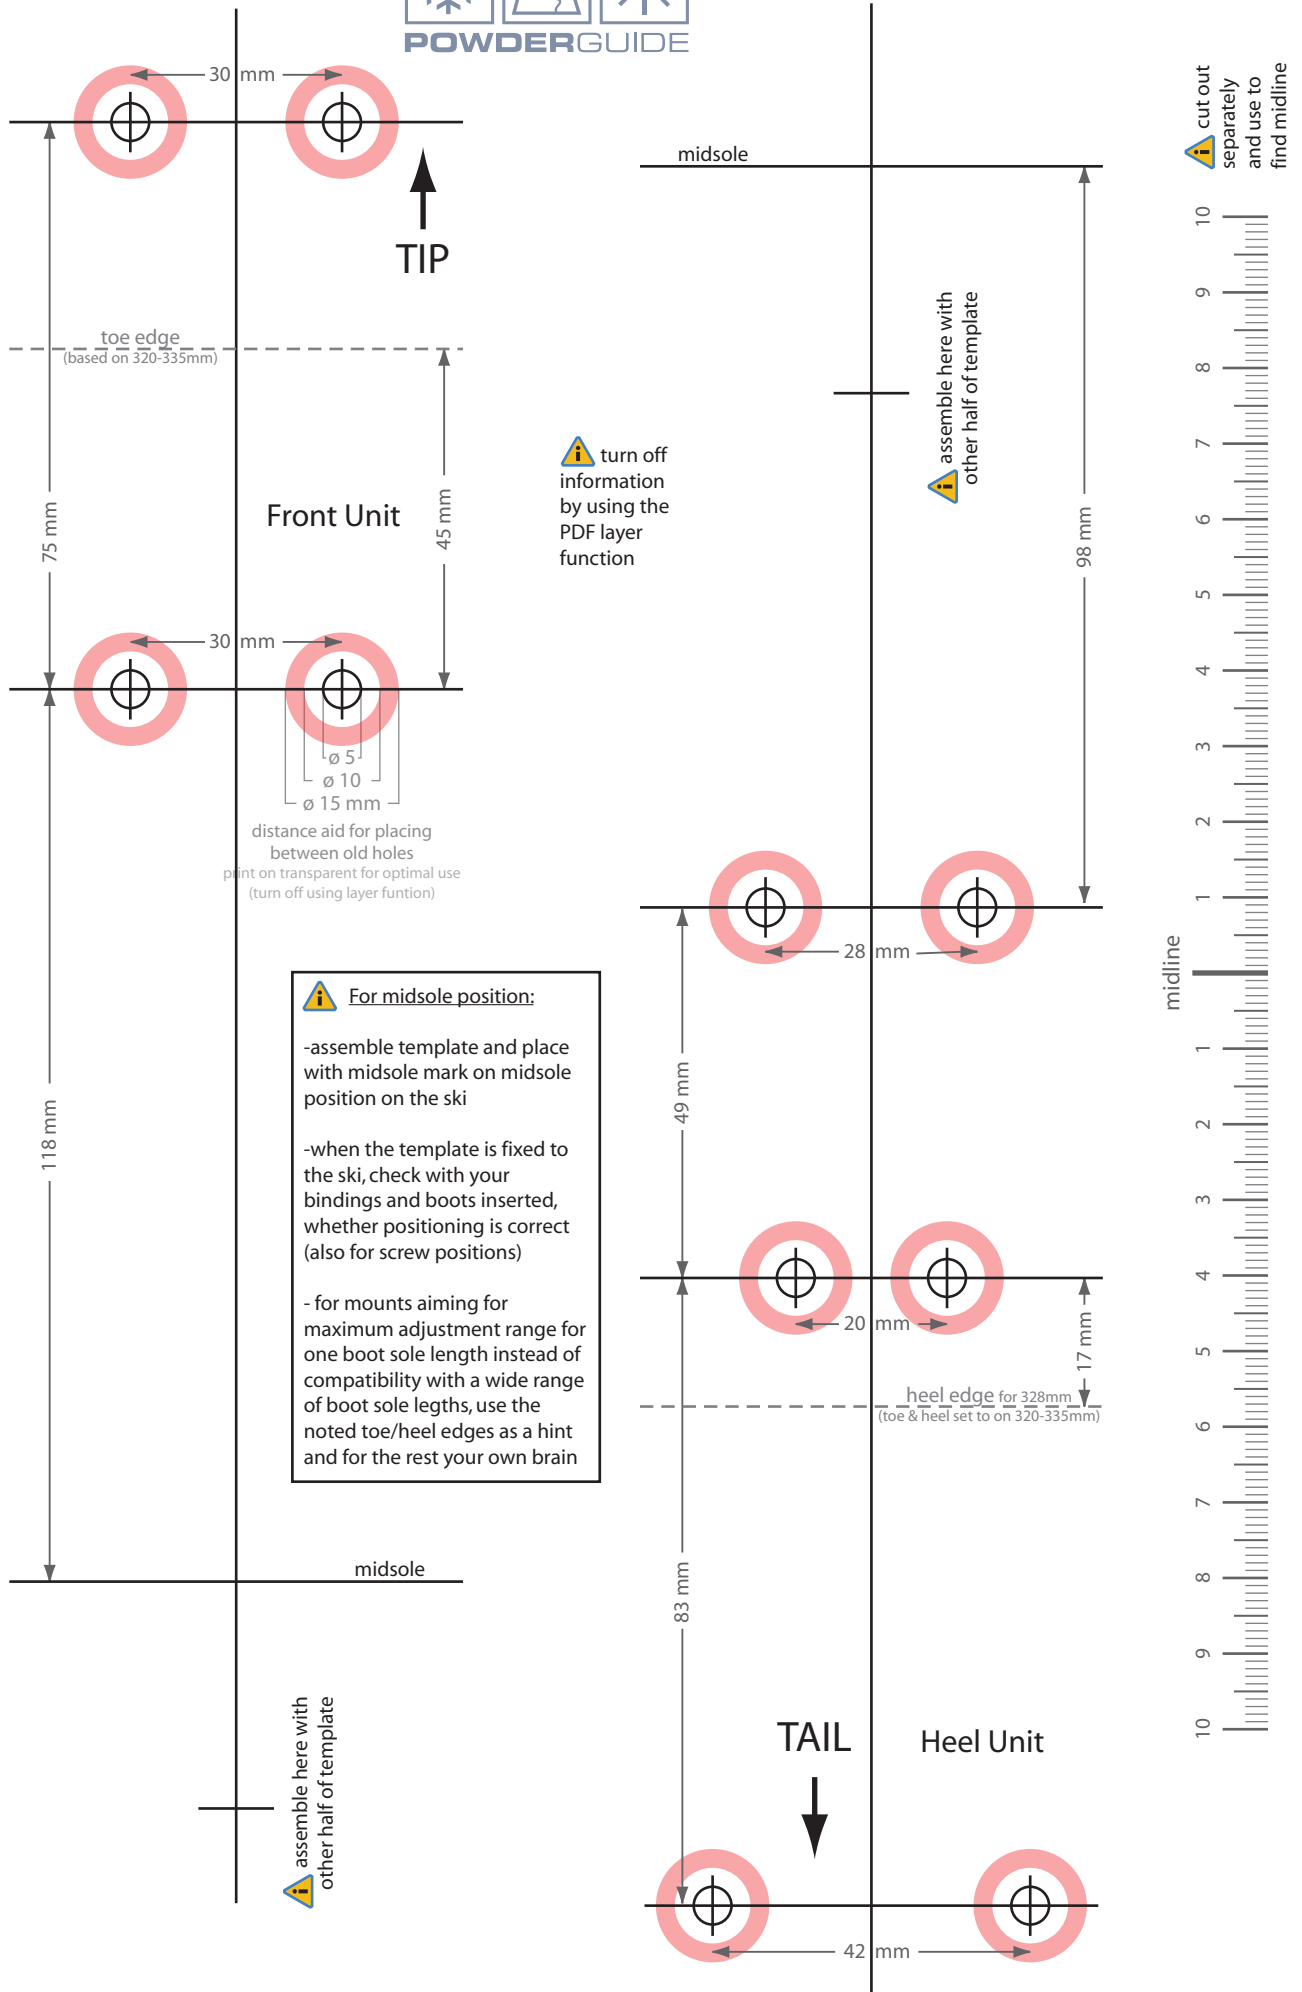 POWDERGUIDE
30 mm
TIP
toe edge
(based on 320-335mm)
75 mm
Front Unit
45 mm
30 mm
ø 5
ø 10
ø 15 mm
distance aid for placing
between old holes
print on transparent for optimal use
(turn off using layer funtion)
118 mm
For midsole position:
-assemble template and place
with midsole mark on midsole
position on the ski
-when the template is fixed to
the ski, check with your
bindings and boots inserted,
whether positioning is correct
(also for screw positions)
- for mounts aiming for
maximum adjustment range for
one boot sole length instead of
compatibility with a wide range
of boot sole legths, use the
noted toe/heel edges as a hint
and for the rest your own brain
midsole
assemble here with
other half of template
turn off
information
by using the
PDF layer
function
midsole
assemble here with
other half of template
98 mm
28 mm
49 mm
20 mm
17 mm
heel edge for 328mm
(toe & heel set to on 320-335mm)
83 mm
TAIL
Heel Unit
42 mm
cut out
separately
and use to
find midline
10
9
8
7
6
5
4
3
2
1
midline
1
2
3
4
5
6
7
8
9
10